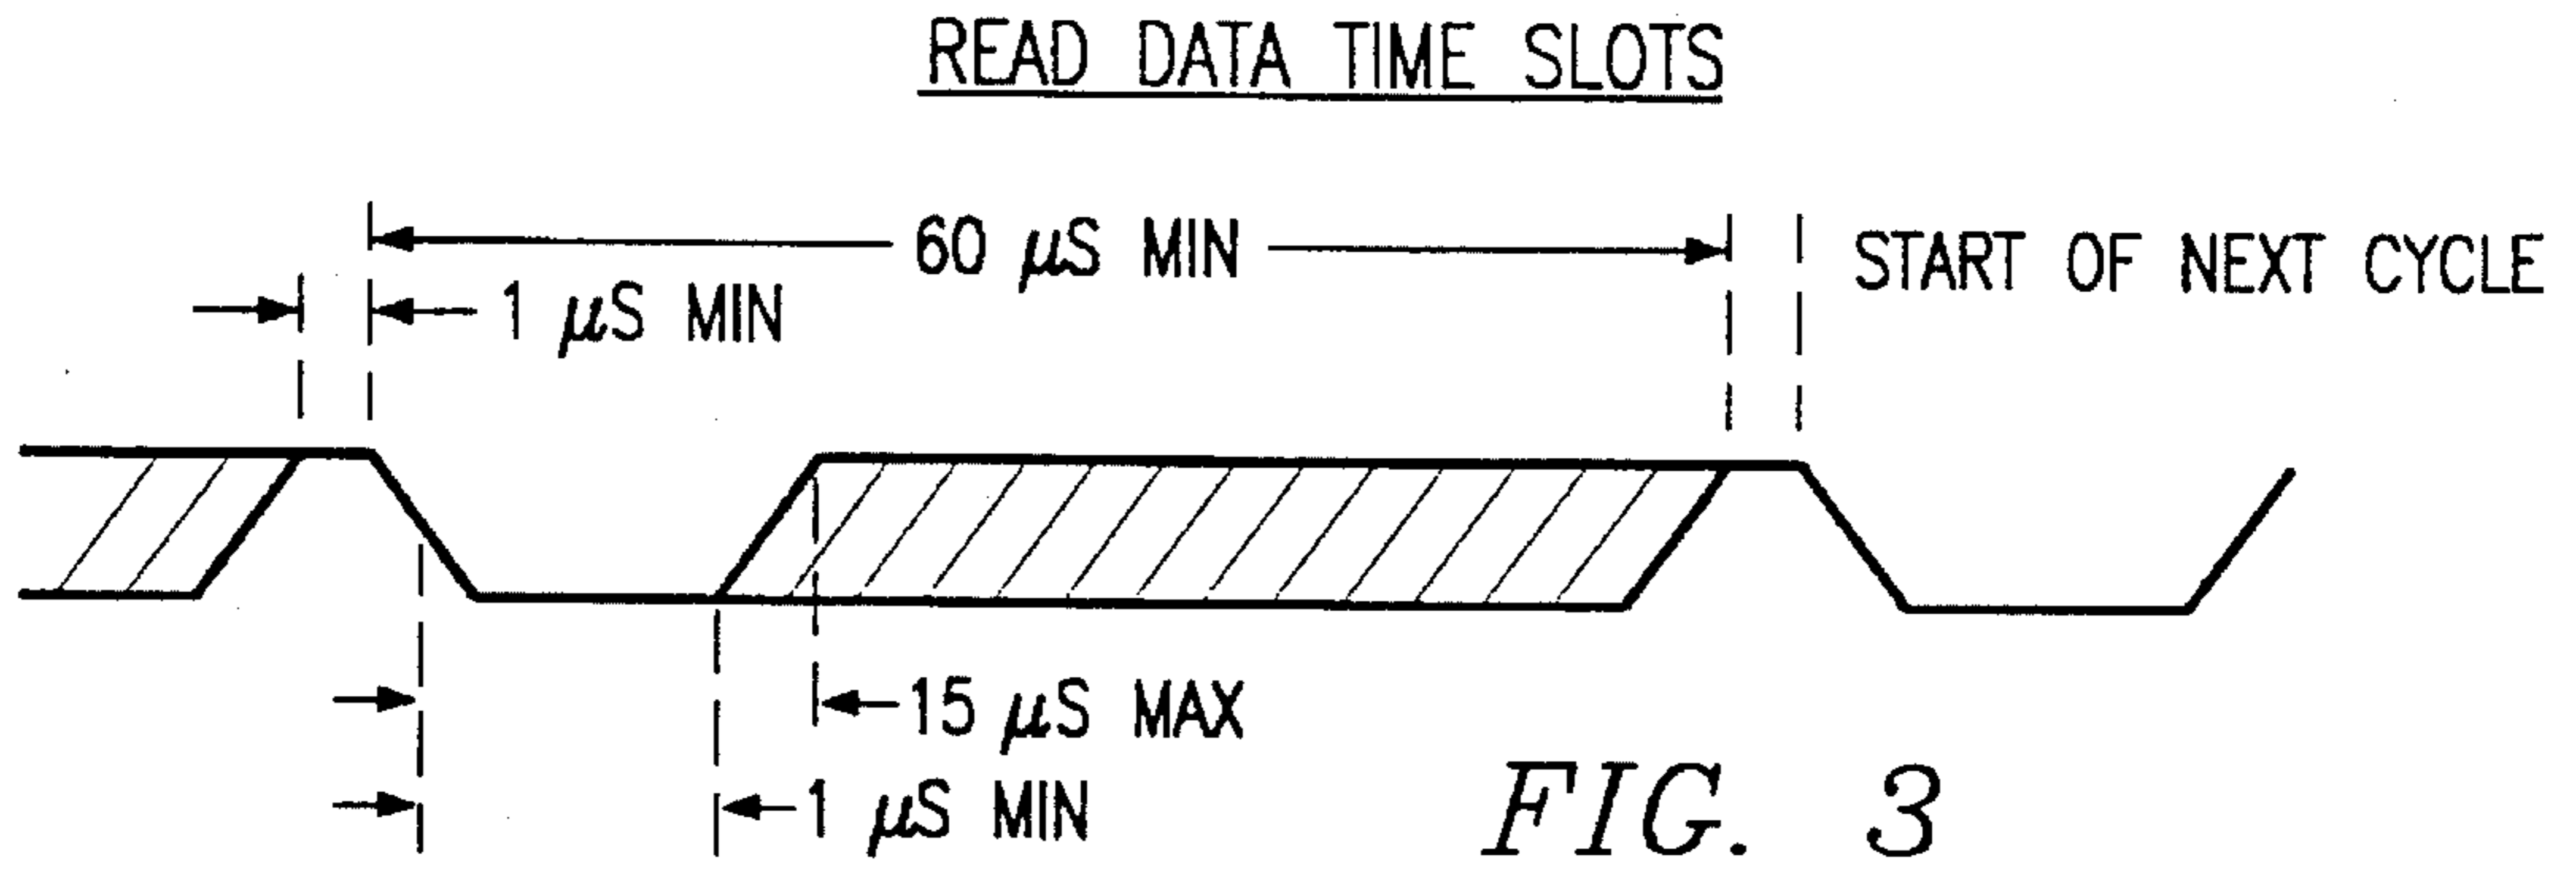 READ DATA TIME SLOTS
60 µS MIN
START OF NEXT CYCLE
1 µS MIN
15 µS MAX
1 µS MIN
FIG. 3